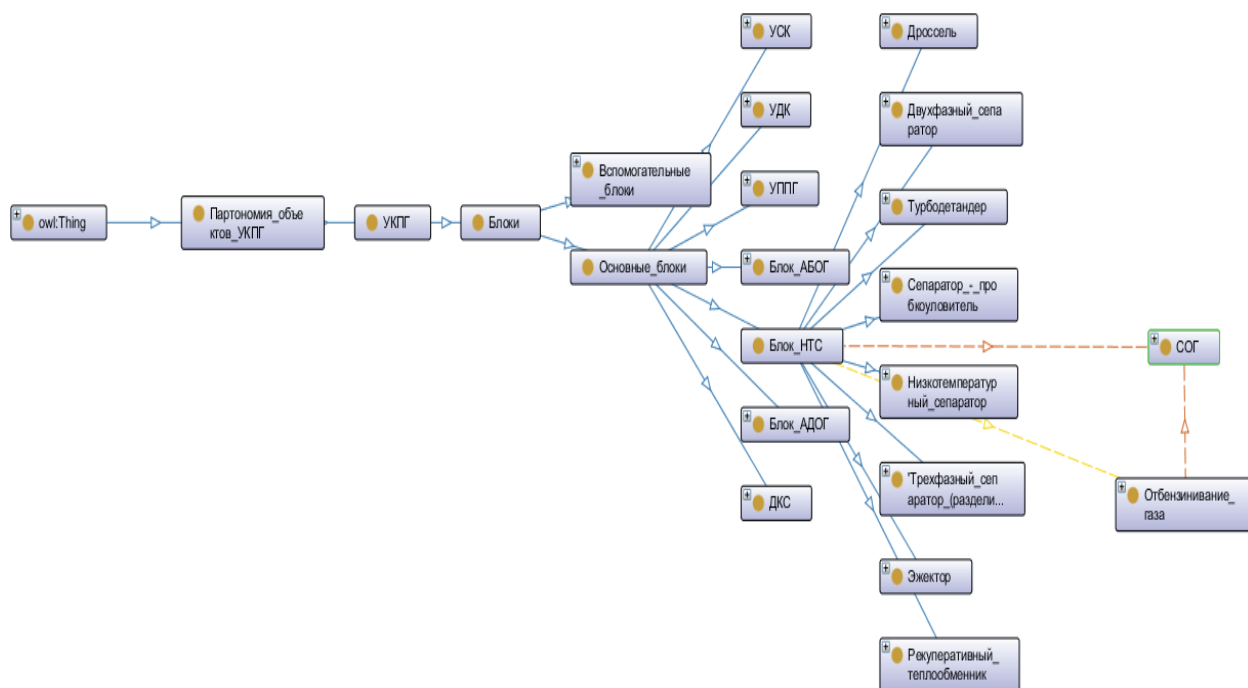 owl:Thing
Партономия_объе
ктов_УКПГ
УКПГ
Блоки
Вспомогательные
_блоки
Основные_блоки
УСК
УДК
УППГ
Блок_АБОГ
Блок_НТС
Блок_АДОГ
ДКС
Дроссель
Двухфазный_сепа
ратор
Турбодетандер
Сепаратор_-_про
бкоуловитель
Низкотемператур
ный_сепаратор
'Трехфазный_сеп
аратор_(раздели...
Эжектор
Рекуперативный_
теплообменник
СОГ
Отбензинивание_
газа